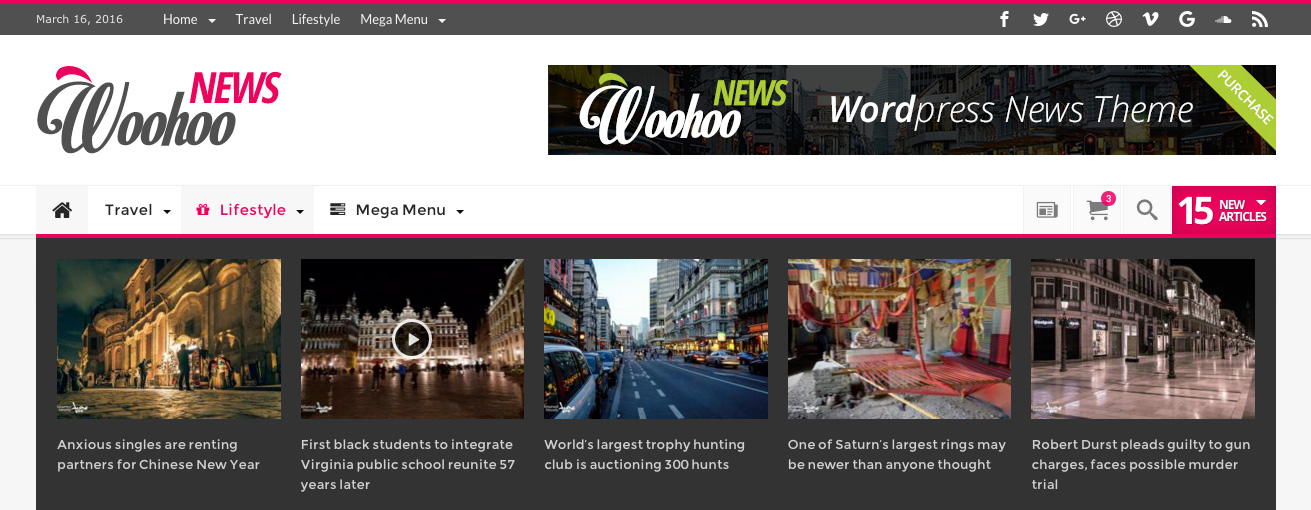 March 16, 2016
Home
Travel
Lifestyle
Mega Menu
Woohoo NEWS
Woohoo NEWS
Wordpress News Theme
PURCHASE
Travel
Lifestyle
Mega Menu
3
15 NEW
ARTICLES
Anxious singles are renting
partners for Chinese New Year
First black students to integrate
Virginia public school reunite 57
years later
World's largest trophy hunting
club is auctioning 300 hunts
One of Saturn's largest rings may
be newer than anyone thought
Robert Durst pleads guilty to gun
charges, faces possible murder
trial